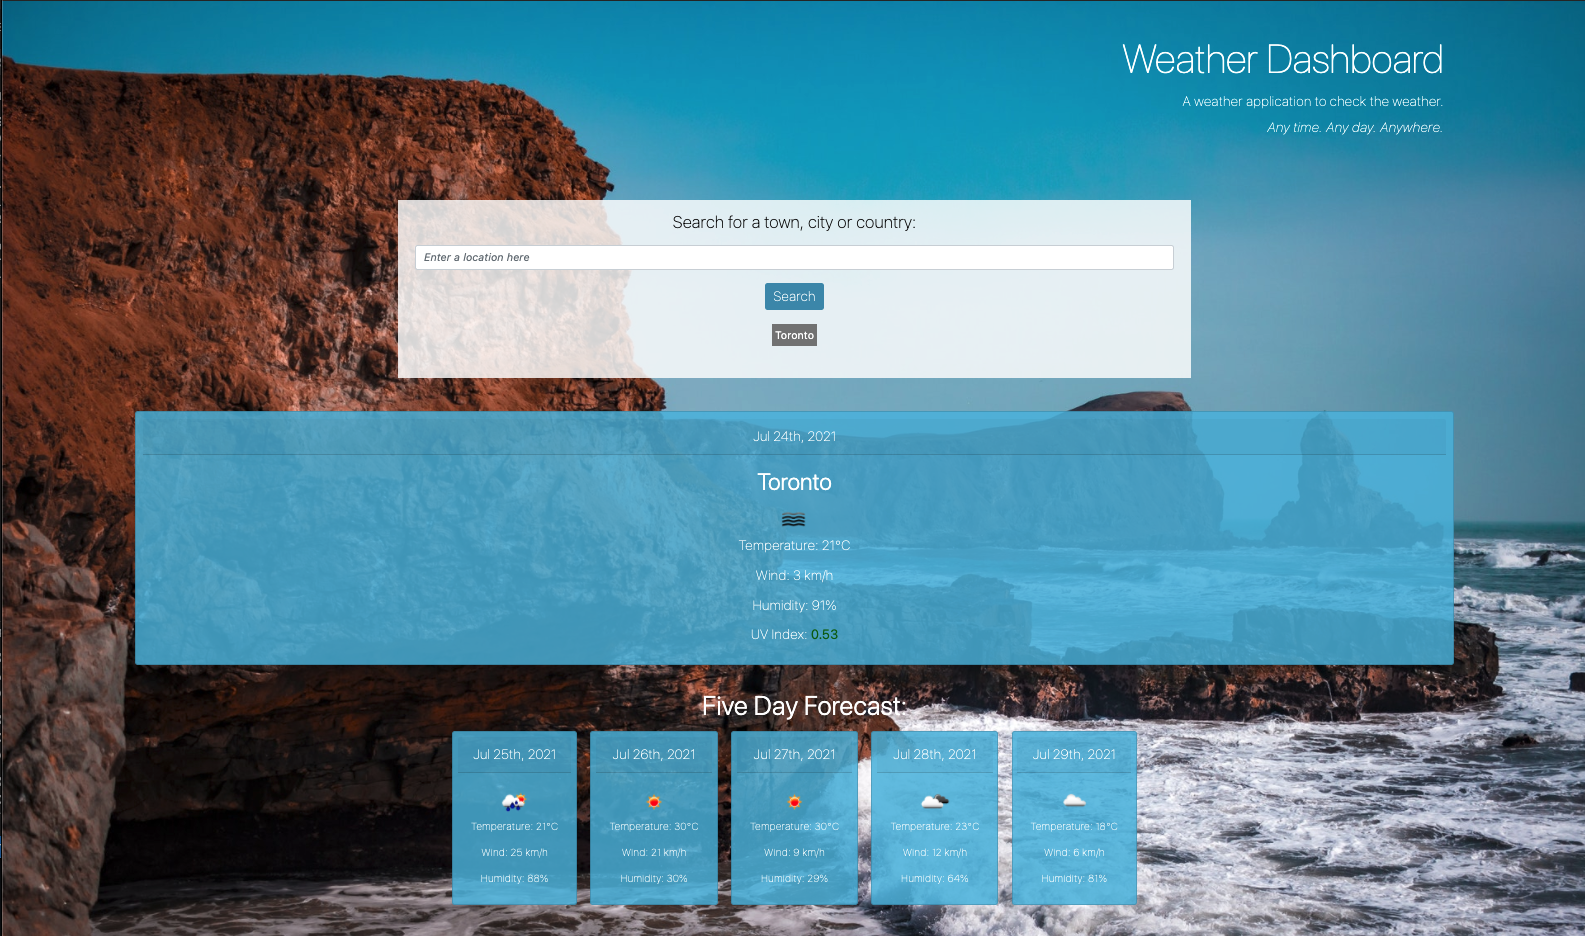 Weather Dashboard
A weather application to check the weather.
Any time. Any day. Anywhere.
Search for a town, city or country:
Enter a location here
Search
Toronto
Jul 24th, 2021
Toronto
Temperature: 21°C
Wind: 3 km/h
Humidity: 91%
UV Index: 0.53
Five Day Forecast:
Jul 25th, 2021
Temperature: 21°C
Wind: 25 km/h
Humidity: 88%
Jul 26th, 2021
Temperature: 30°C
Wind: 21 km/h
Humidity: 30%
Jul 27th, 2021
Temperature: 30°C
Wind: 9 km/h
Humidity: 29%
Jul 28th, 2021
Temperature: 23°C
Wind: 12 km/h
Humidity: 64%
Jul 29th, 2021
Temperature: 18°C
Wind: 6 km/h
Humidity: 81%